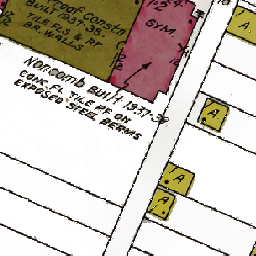 proof Constn
Built 1937-38.
TILE FLS & RF
BR. WALLS
GYM.
Noncomb Built 1937-38
CONC. FL. TILE RF. ON
EXPOSED STEEL BEAMS
A.
A
A
A